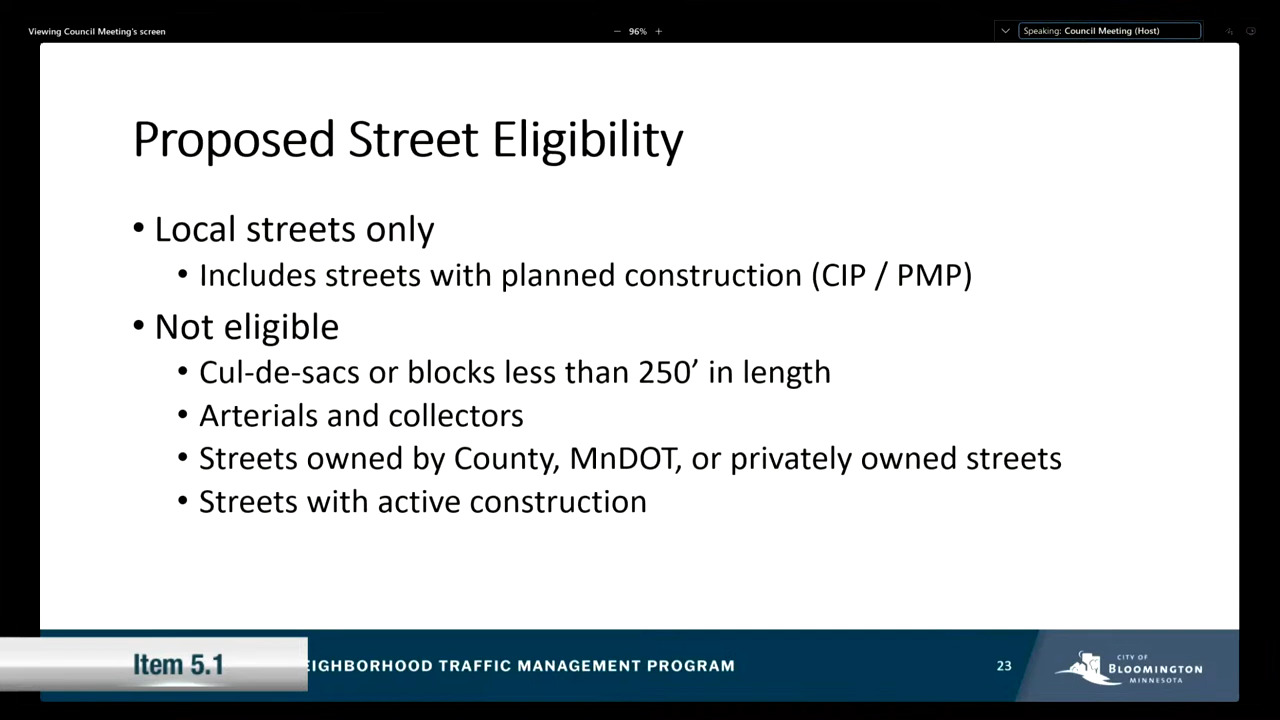 Viewing Council Meeting's screen
− 96% +
Speaking: Council Meeting (Host)
Proposed Street Eligibility
• Local streets only
• Includes streets with planned construction (CIP / PMP)
• Not eligible
• Cul-de-sacs or blocks less than 250’ in length
• Arterials and collectors
• Streets owned by County, MnDOT, or privately owned streets
• Streets with active construction
Item 5.1
EIGHBORHOOD TRAFFIC MANAGEMENT PROGRAM
23
CITY OF
BLOOMINGTON
MINNESOTA